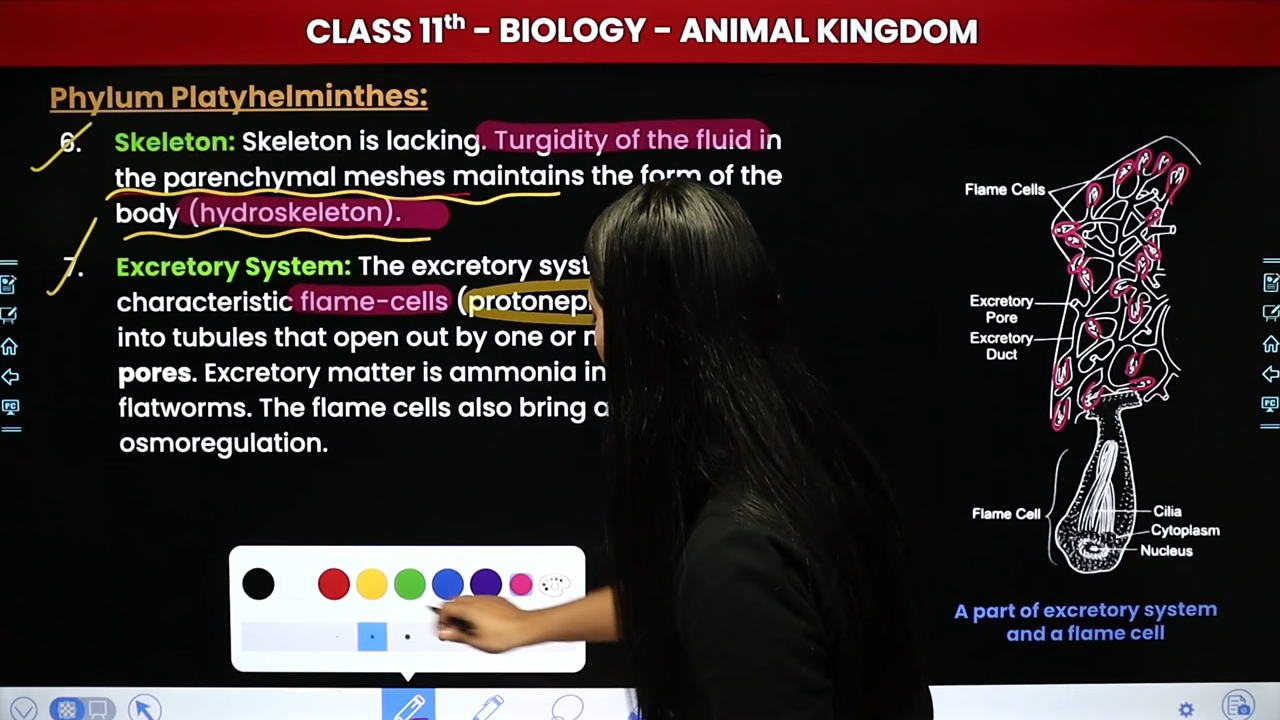 CLASS 11th - BIOLOGY - ANIMAL KINGDOM
Phylum Platyhelminthes:
6. Skeleton: Skeleton is lacking. Turgidity of the fluid in
the parenchymal meshes maintains the form of the
body (hydroskeleton).
7. Excretory System: The excretory
characteristic flame-cells
into tubules that open out by one or
pores. Excretory matter is ammonia in
flatworms. The flame cells also bring
osmoregulation.
Flame Cells
Excretory
Pore
Excretory
Duct
Flame Cell
Cilia
Cytoplasm
Nucleus
A part of excretory system
and a flame cell